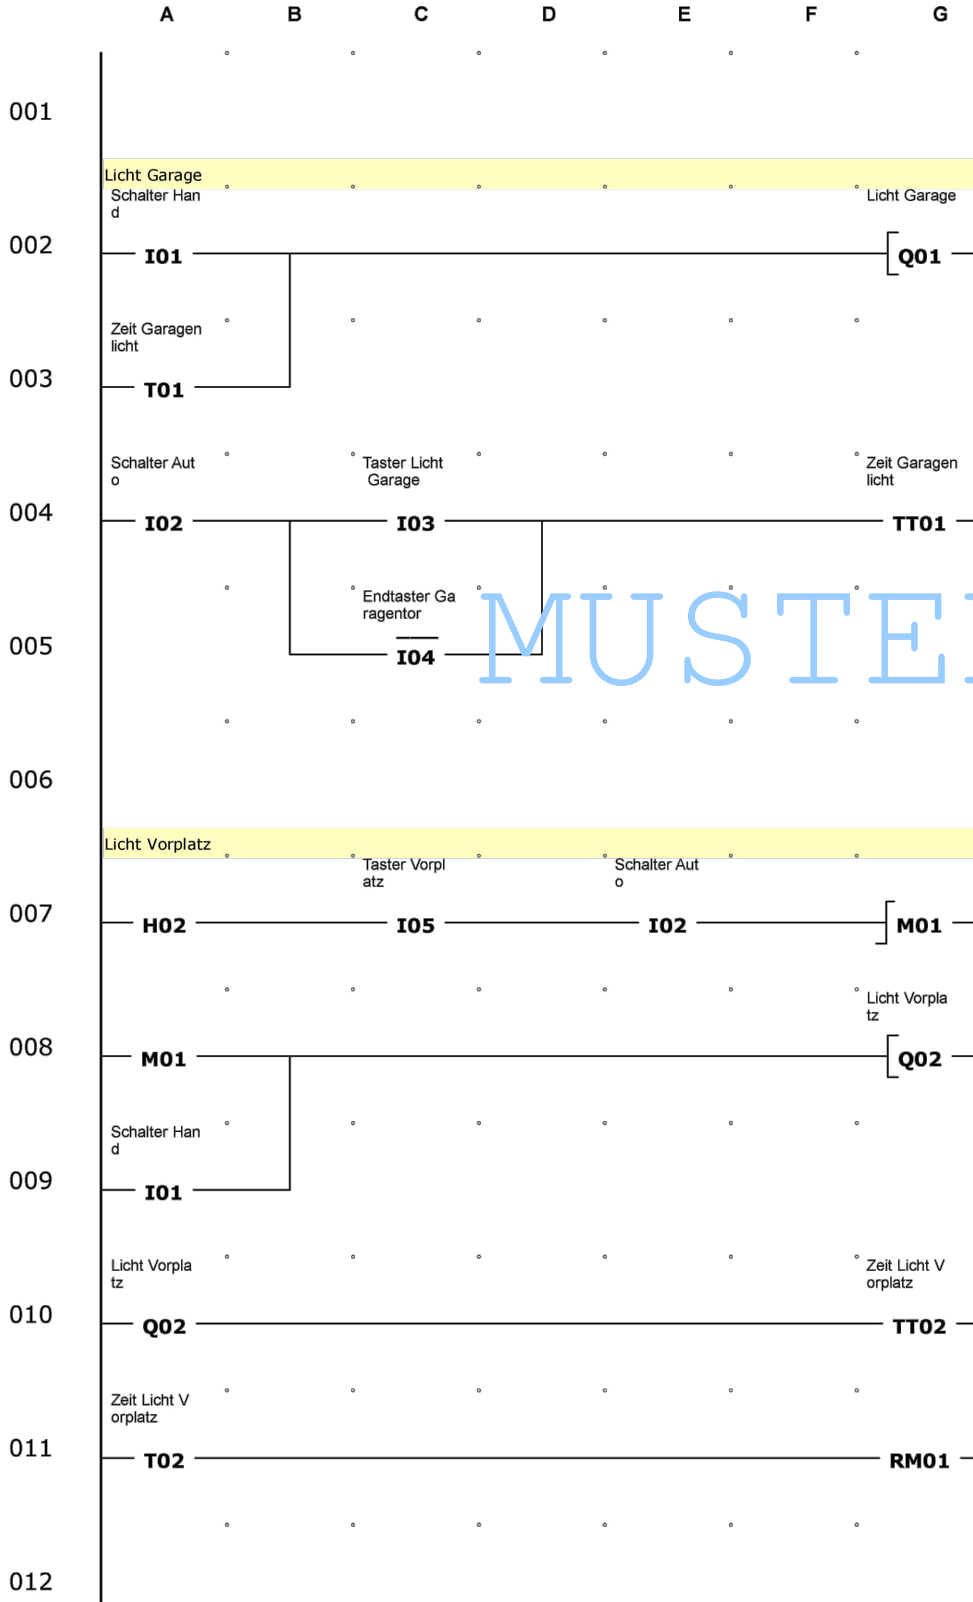 A B C D E F G
001
Licht Garage
Schalter Han
d
Licht Garage
002
I01
Q01
Zeit Garagen
licht
003
T01
Schalter Aut
o
Taster Licht
Garage
Zeit Garagen
licht
004
I02
I03
TT01
Endtaster Ga
ragentor
005
I04
MUSTE
006
Licht Vorplatz
Taster Vorpl
atz
Schalter Aut
o
007
H02
I05
I02
M01
Licht Vorpla
tz
008
M01
Q02
Schalter Han
d
009
I01
Licht Vorpla
tz
Zeit Licht V
orplatz
010
Q02
TT02
Zeit Licht V
orplatz
011
T02
RM01
012